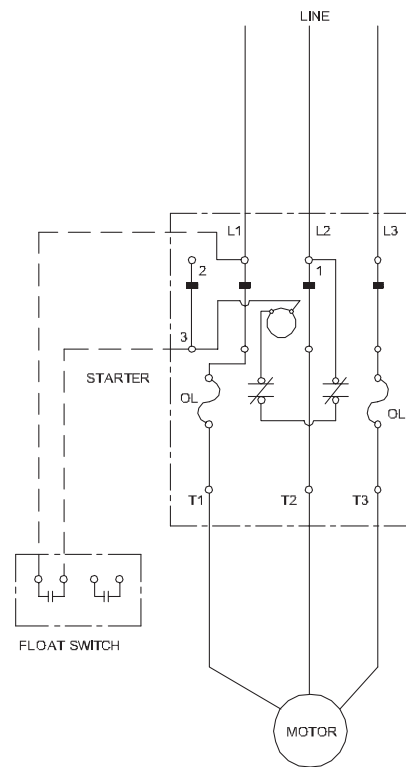 LINE
L1
L2
L3
2
1
3
STARTER
OL
OL
T1
T2
T3
FLOAT SWITCH
MOTOR